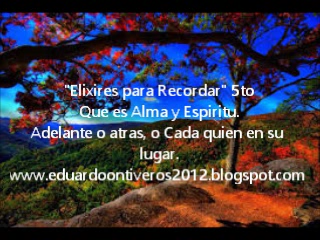 "Elixires para Recordar" 5to
Que es Alma y Espiritu.
Adelante o atras, o Cada quien en su
lugar.
www.eduardoontiveros2012.blogspot.com